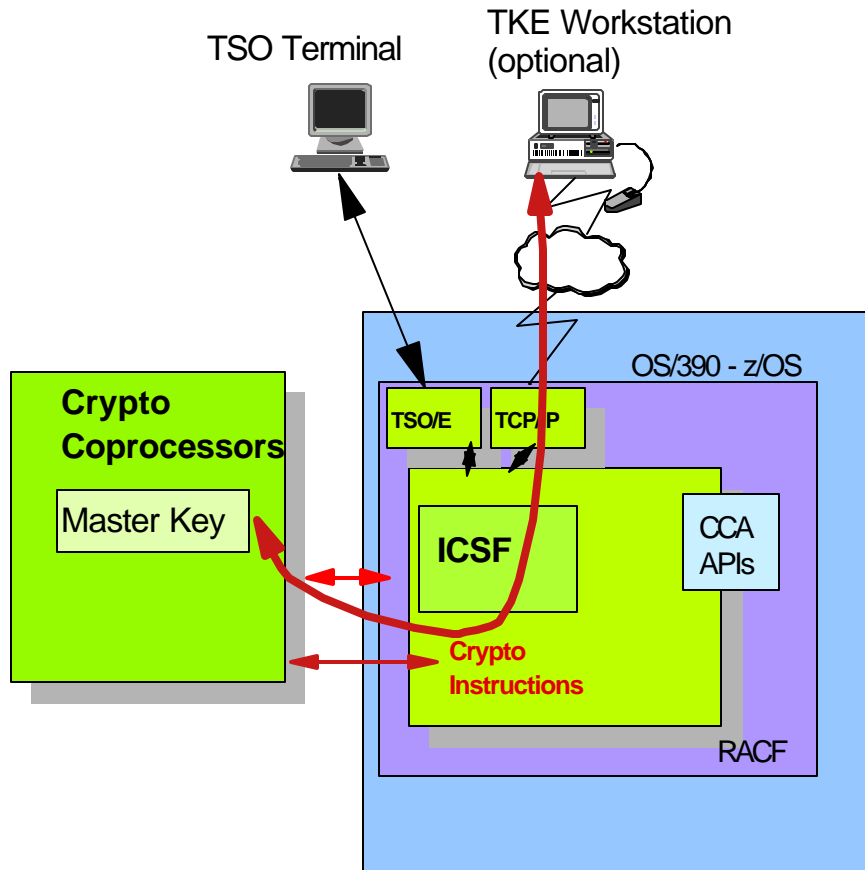 TSO Terminal
TKE Workstation
(optional)
OS/390 - z/OS
Crypto
Coprocessors
Master Key
TSO/E
TCP/IP
ICSF
CCA
APIs
Crypto
Instructions
RACF